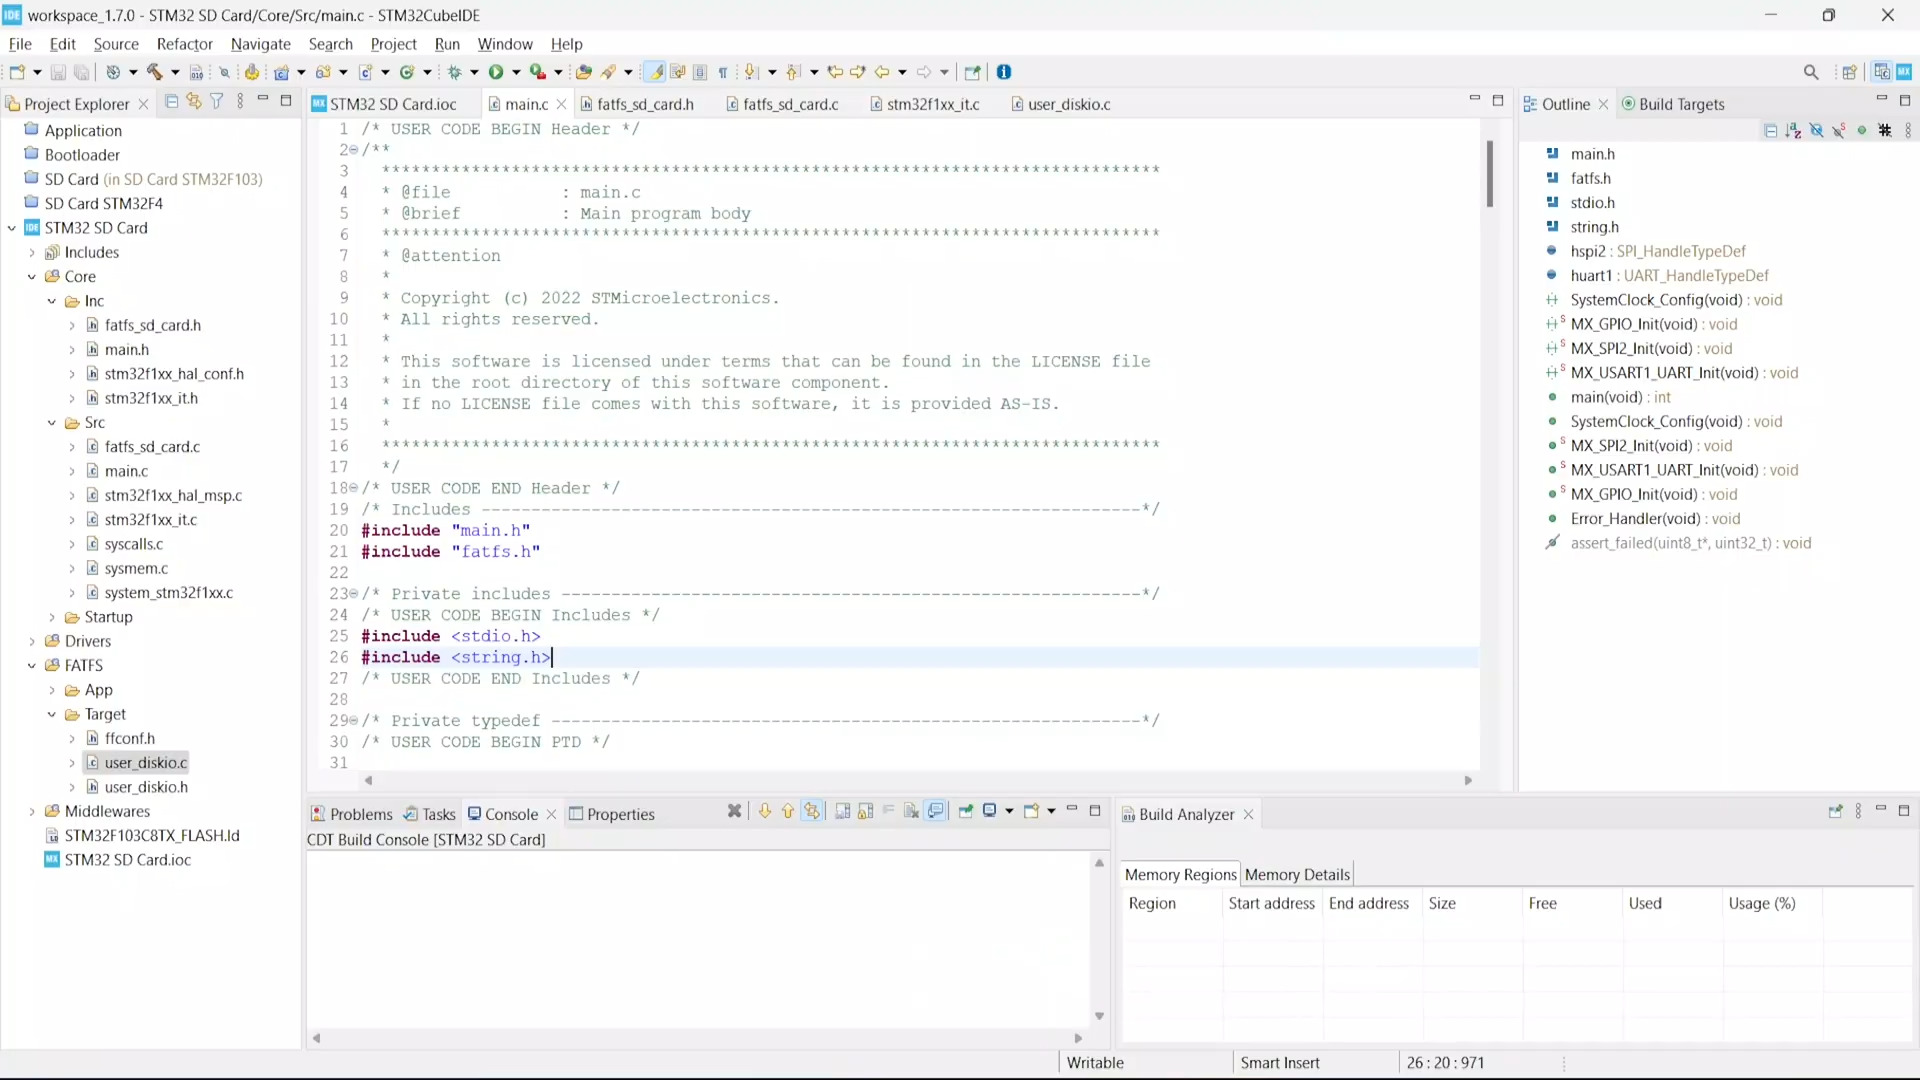 workspace_1.7.0 - STM32 SD Card/Core/Src/main.c - STM32CubeIDE
File Edit Source Refactor Navigate Search Project Run Window Help
Project Explorer
Application
Bootloader
SD Card (in SD Card STM32F103)
SD Card STM32F4
STM32 SD Card
Includes
Core
Inc
fatfs_sd_card.h
main.h
stm32f1xx_hal_conf.h
stm32f1xx_it.h
Src
fatfs_sd_card.c
main.c
stm32f1xx_hal_msp.c
stm32f1xx_it.c
syscalls.c
sysmem.c
system_stm32f1xx.c
Startup
Drivers
FATFS
App
Target
ffconf.h
user_diskio.c
user_diskio.h
Middlewares
STM32F103C8TX_FLASH.ld
STM32 SD Card.ioc
STM32 SD Card.ioc main.c fatfs_sd_card.h fatfs_sd_card.c stm32f1xx_it.c user_diskio.c
1 /* USER CODE BEGIN Header */
2 /**
3 ******************************************************************************
4 * @file : main.c
5 * @brief : Main program body
6 ******************************************************************************
7 * @attention
8 *
9 * Copyright (c) 2022 STMicroelectronics.
10 * All rights reserved.
11 *
12 * This software is licensed under terms that can be found in the LICENSE file
13 * in the root directory of this software component.
14 * If no LICENSE file comes with this software, it is provided AS-IS.
15 *
16 ******************************************************************************
17 */
18 /* USER CODE END Header */
19 /* Includes ------------------------------------------------------------------*/
20 #include "main.h"
21 #include "fatfs.h"
22
23 /* Private includes ----------------------------------------------------------*/
24 /* USER CODE BEGIN Includes */
25 #include <stdio.h>
26 #include <string.h>
27 /* USER CODE END Includes */
28
29 /* Private typedef -----------------------------------------------------------*/
30 /* USER CODE BEGIN PTD */
31
Outline Build Targets
main.h
fatfs.h
stdio.h
string.h
hspi2 : SPI_HandleTypeDef
huart1 : UART_HandleTypeDef
SystemClock_Config(void) : void
MX_GPIO_Init(void) : void
MX_SPI2_Init(void) : void
MX_USART1_UART_Init(void) : void
main(void) : int
SystemClock_Config(void) : void
MX_SPI2_Init(void) : void
MX_USART1_UART_Init(void) : void
MX_GPIO_Init(void) : void
Error_Handler(void) : void
assert_failed(uint8_t*, uint32_t) : void
Problems Tasks Console Properties
CDT Build Console [STM32 SD Card]
Build Analyzer
Memory Regions Memory Details
Region Start address End address Size Free Used Usage (%)
Writable Smart Insert 26 : 20 : 971